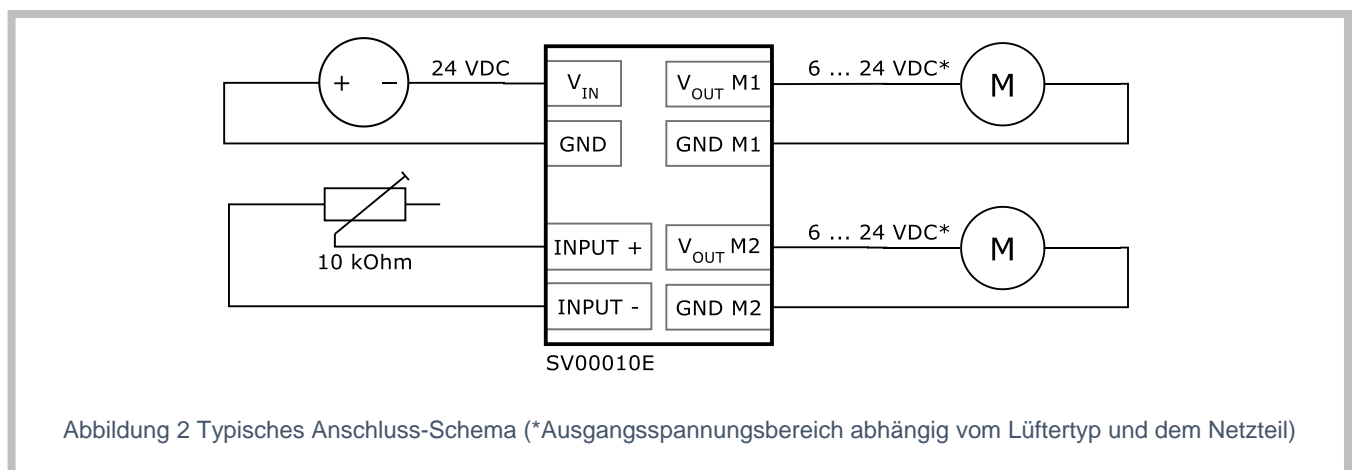 + −
24 VDC
V_IN
GND
10 kOhm
INPUT +
INPUT -
V_OUT M1
GND M1
V_OUT M2
GND M2
6 ... 24 VDC*
M
6 ... 24 VDC*
M
SV00010E
Abbildung 2 Typisches Anschluss-Schema (*Ausgangsspannungsbereich abhängig vom Lüftertyp und dem Netzteil)